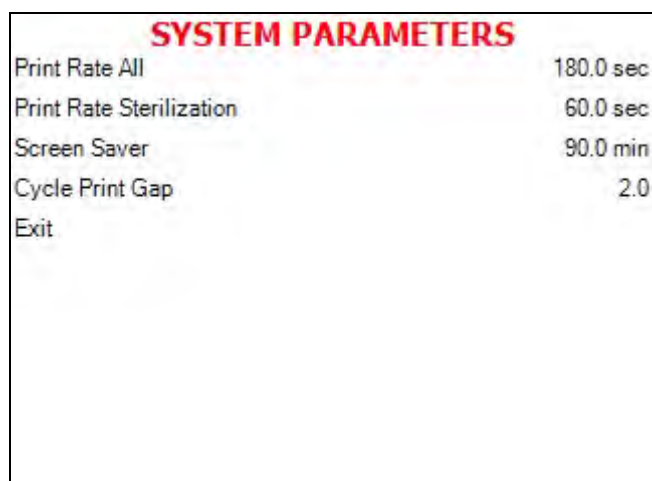 SYSTEM PARAMETERS
Print Rate All 180.0 sec
Print Rate Sterilization 60.0 sec
Screen Saver 90.0 min
Cycle Print Gap 2.0
Exit